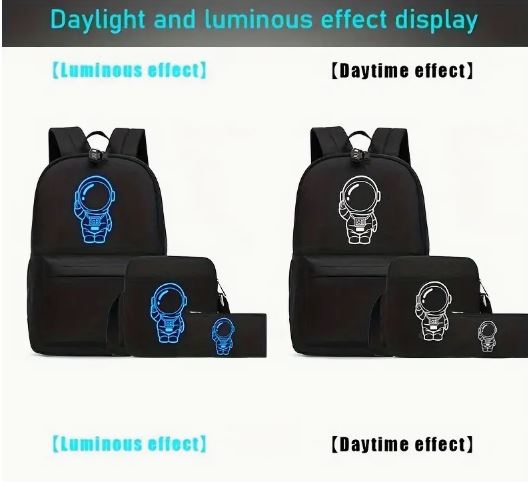 Daylight and luminous effect display
【Luminous effect】
【Daytime effect】
【Luminous effect】
【Daytime effect】